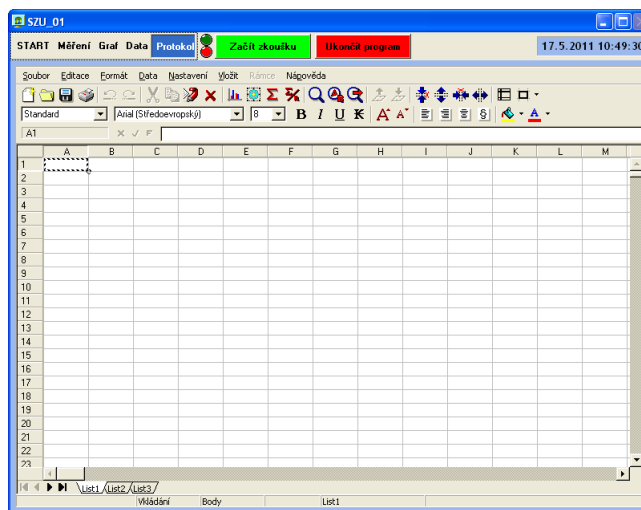 SZU_01
START Měření Graf Data Protokol Začít zkoušku Ukončit program 17.5.2011 10:49:30
Soubor Editace Formát Data Nastavení Vložit Rámce Nápověda
Standard Arial (Středoevropský) 8 B I U K A A § A
A1
A B C D E F G H I J K L M
1
2
3
4
5
6
7
8
9
10
11
12
13
14
15
16
17
18
19
20
21
22
23
List1 List2 List3
Vkládání Body List1